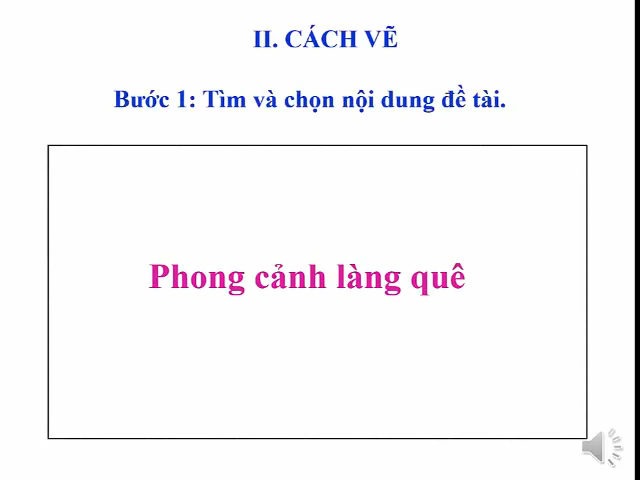 II. CÁCH VẼ
Bước 1: Tìm và chọn nội dung đề tài.
Phong cảnh làng quê